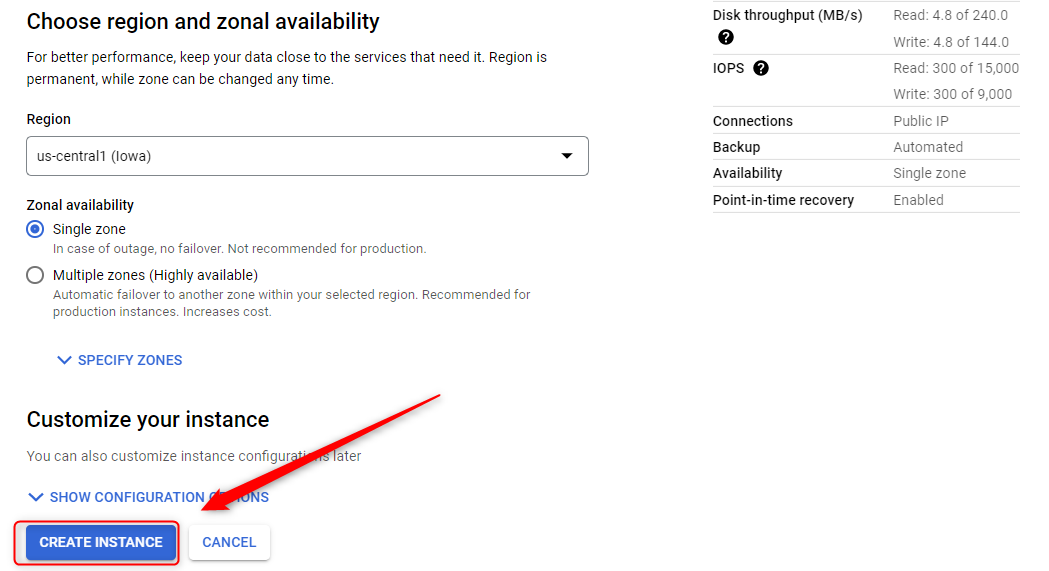 Choose region and zonal availability
For better performance, keep your data close to the services that need it. Region is
permanent, while zone can be changed any time.
Region
us-central1 (Iowa)
Zonal availability
Single zone
In case of outage, no failover. Not recommended for production.
Multiple zones (Highly available)
Automatic failover to another zone within your selected region. Recommended for
production instances. Increases cost.
SPECIFY ZONES
Customize your instance
You can also customize instance configurations later
SHOW CONFIGURATION OPTIONS
CREATE INSTANCE
CANCEL
Disk throughput (MB/s)
Read: 4.8 of 240.0
Write: 4.8 of 144.0
IOPS
Read: 300 of 15,000
Write: 300 of 9,000
Connections
Public IP
Backup
Automated
Availability
Single zone
Point-in-time recovery
Enabled